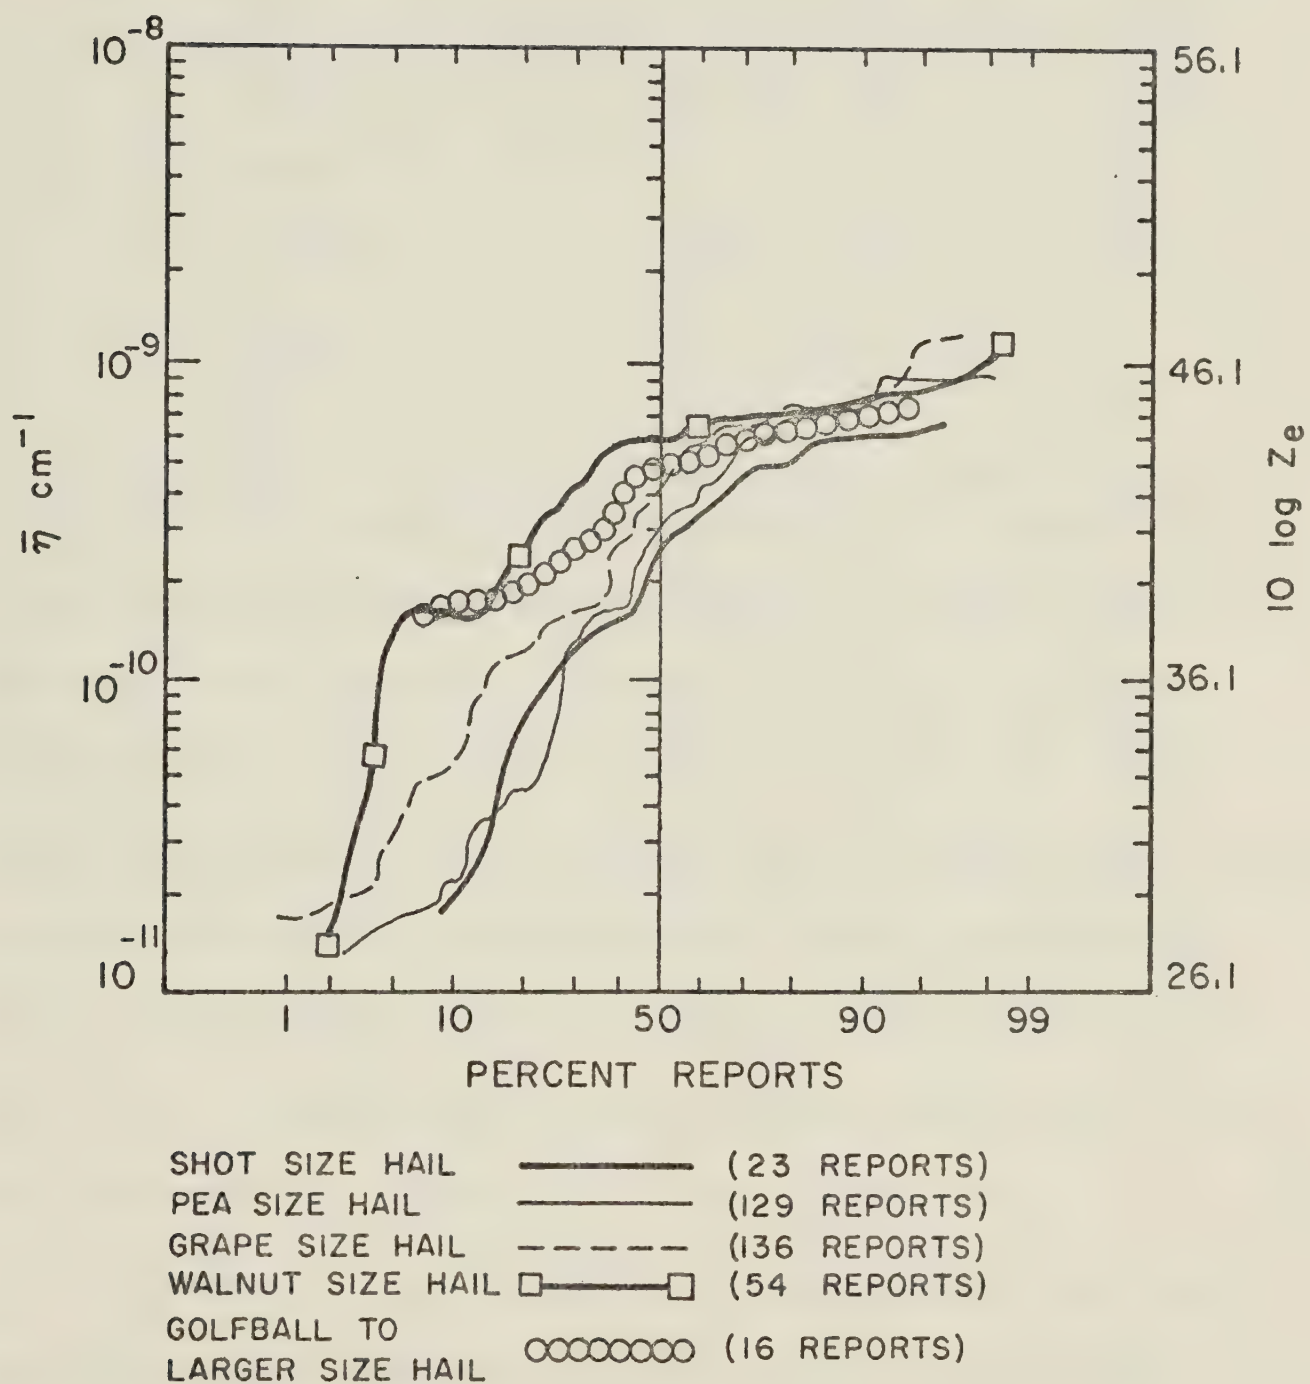 10⁻⁸
56.1
10⁻⁹
46.1
η̅ cm⁻¹
10 log Ze
10⁻¹⁰
36.1
10⁻¹¹
26.1
1 10 50 90 99
PERCENT REPORTS
SHOT SIZE HAIL (23 REPORTS)
PEA SIZE HAIL (129 REPORTS)
GRAPE SIZE HAIL (136 REPORTS)
WALNUT SIZE HAIL (54 REPORTS)
GOLFBALL TO
LARGER SIZE HAIL (16 REPORTS)